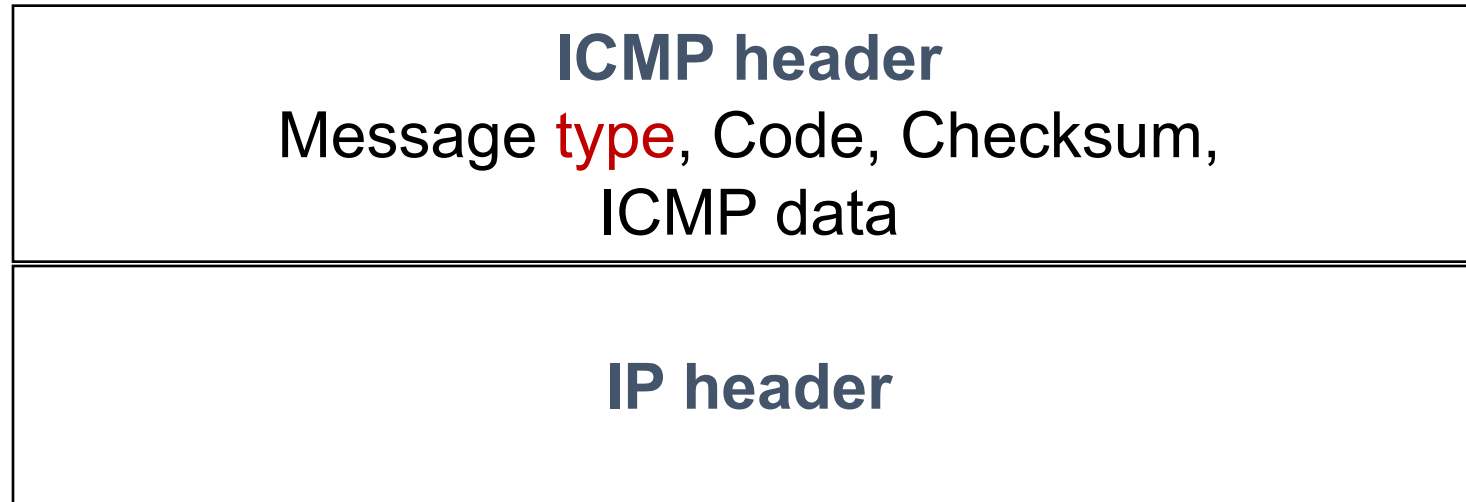 ICMP header
Message type, Code, Checksum,
ICMP data
IP header